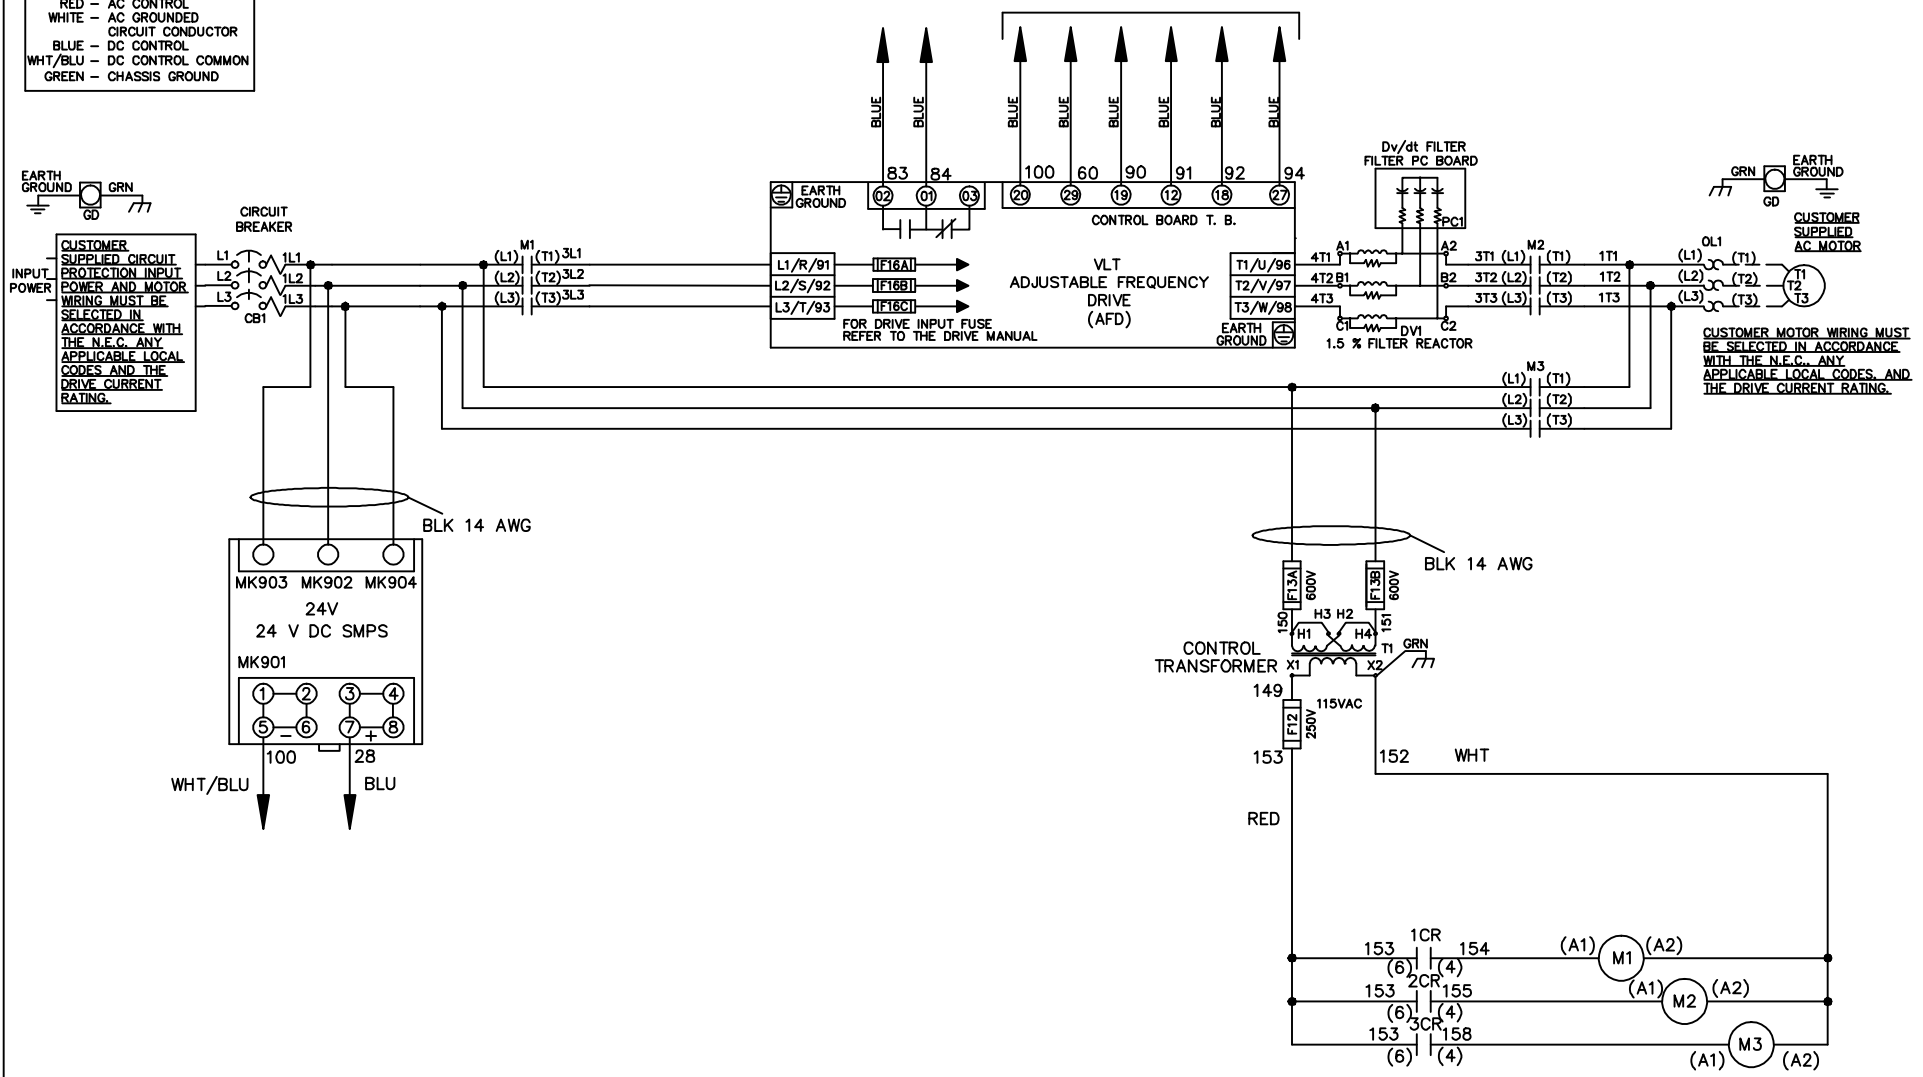 RED – AC CONTROL
WHITE – AC GROUNDED
CIRCUIT CONDUCTOR
BLUE – DC CONTROL
WHT/BLU – DC CONTROL COMMON
GREEN – CHASSIS GROUND
BLUE
BLUE
BLUE
BLUE
BLUE
BLUE
BLUE
BLUE
83
84
100
60
90
91
92
94
EARTH
GROUND
02
01
03
20
29
19
12
18
27
CONTROL BOARD T. B.
EARTH
GROUND
GRN
GD
CIRCUIT
BREAKER
CUSTOMER
SUPPLIED CIRCUIT
PROTECTION INPUT
POWER AND MOTOR
WIRING MUST BE
SELECTED IN
ACCORDANCE WITH
THE N.E.C. ANY
APPLICABLE LOCAL
CODES AND THE
DRIVE CURRENT
RATING.
INPUT
POWER
L1
L2
L3
1L1
1L2
1L3
CB1
M1
(L1) (T1) 3L1
(L2) (T2) 3L2
(L3) (T3) 3L3
L1/R/91
L2/S/92
L3/T/93
F16A
F16B
F16C
FOR DRIVE INPUT FUSE
REFER TO THE DRIVE MANUAL
VLT
ADJUSTABLE FREQUENCY
DRIVE
(AFD)
T1/U/96
T2/V/97
T3/W/98
EARTH
GROUND
Dv/dt FILTER
FILTER PC BOARD
PC1
4T1
A1
A2
4T2
B1
B2
4T3
C1
C2
DV1
1.5 % FILTER REACTOR
M2
3T1 (L1) (T1) 1T1
3T2 (L2) (T2) 1T2
3T3 (L3) (T3) 1T3
OL1
(L1) (T1)
(L2) (T2)
(L3) (T3)
T1
T2
T3
GRN
EARTH
GROUND
GD
CUSTOMER
SUPPLIED
AC MOTOR
CUSTOMER MOTOR WIRING MUST
BE SELECTED IN ACCORDANCE
WITH THE N.E.C., ANY
APPLICABLE LOCAL CODES, AND
THE DRIVE CURRENT RATING.
M3
(L1) (T1)
(L2) (T2)
(L3) (T3)
BLK 14 AWG
MK903 MK902 MK904
24V
24 V DC SMPS
MK901
1
2
3
4
5
6
7
8
–
+
100
28
WHT/BLU
BLU
BLK 14 AWG
F13A
600V
F13B
600V
150
151
H3 H2
H1
H4
T1
GRN
CONTROL
TRANSFORMER
X1
X2
149
115VAC
F12
250V
153
152
WHT
RED
1CR
153
154
(6)
(4)
(A1)
M1
(A2)
2CR
153
155
(6)
(4)
(A1)
M2
(A2)
3CR
153
158
(6)
(4)
(A1)
M3
(A2)